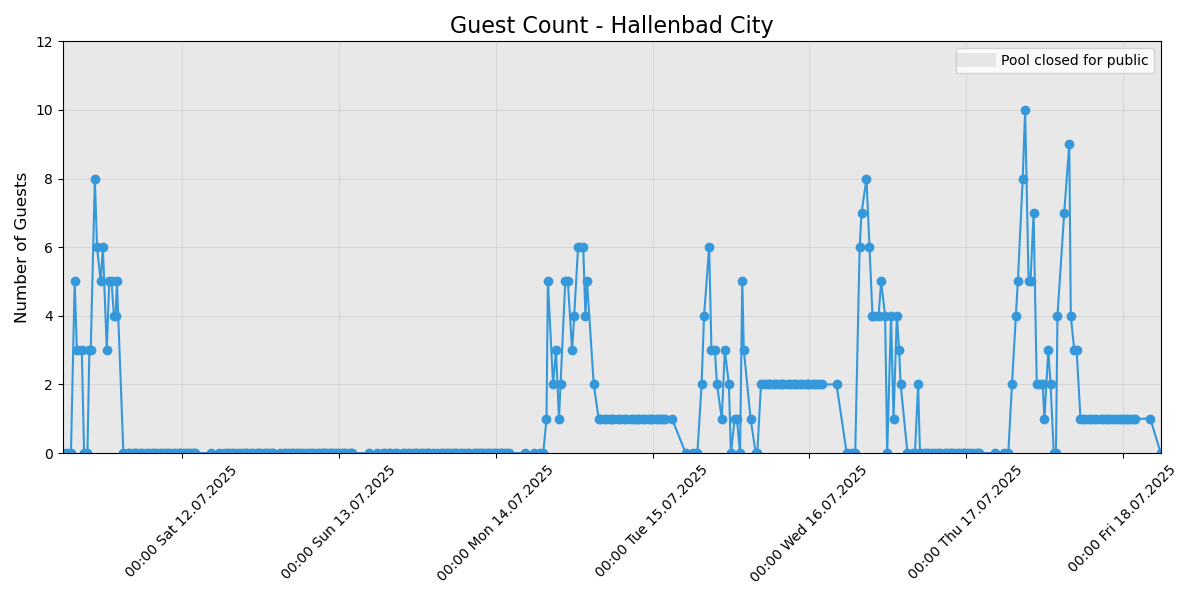 Guest Count - Hallenbad City
Pool closed for public
Number of Guests
12
10
8
6
4
2
0
00:00 Sat 12.07.2025
00:00 Sun 13.07.2025
00:00 Mon 14.07.2025
00:00 Tue 15.07.2025
00:00 Wed 16.07.2025
00:00 Thu 17.07.2025
00:00 Fri 18.07.2025